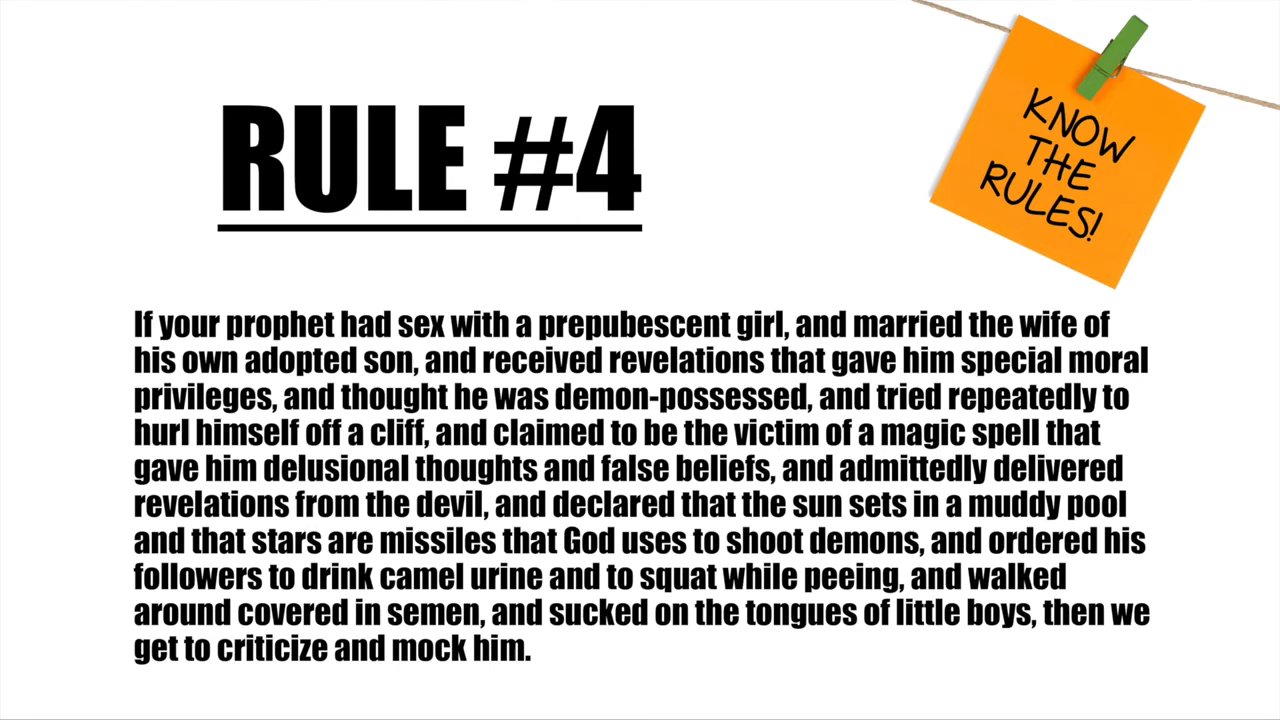 RULE #4
KNOW
THE
RULES!
If your prophet had sex with a prepubescent girl, and married the wife of
his own adopted son, and received revelations that gave him special moral
privileges, and thought he was demon-possessed, and tried repeatedly to
hurl himself off a cliff, and claimed to be the victim of a magic spell that
gave him delusional thoughts and false beliefs, and admittedly delivered
revelations from the devil, and declared that the sun sets in a muddy pool
and that stars are missiles that God uses to shoot demons, and ordered his
followers to drink camel urine and to squat while peeing, and walked
around covered in semen, and sucked on the tongues of little boys, then we
get to criticize and mock him.